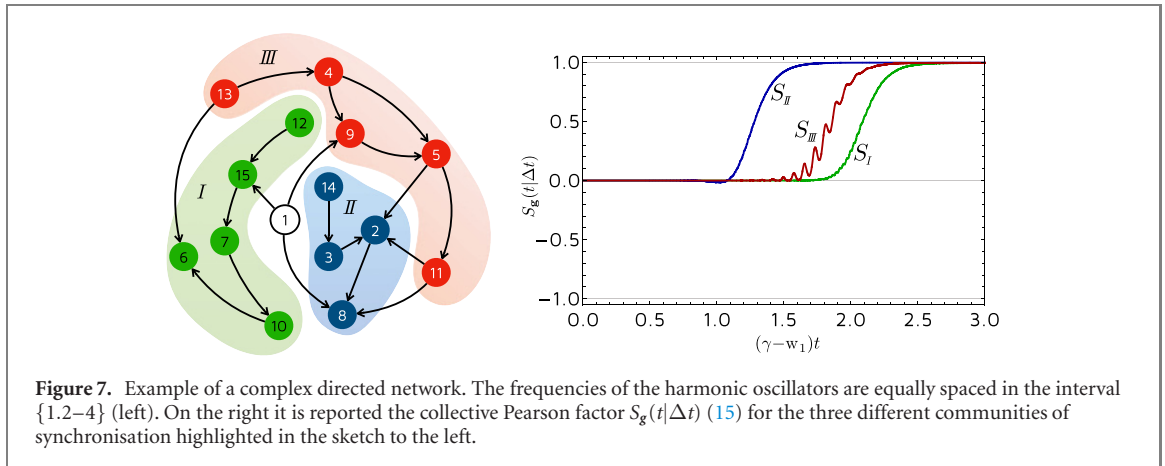 III
4
13
12
9
5
15
I
14
II
1
2
7
3
6
11
8
10
1.0
0.5
0.0
−0.5
−1.0
S_g(t|Δt)
S_II
S_III
S_I
0.0 0.5 1.0 1.5 2.0 2.5 3.0
(γ−w₁)t
Figure 7. Example of a complex directed network. The frequencies of the harmonic oscillators are equally spaced in the interval
{1.2–4} (left). On the right it is reported the collective Pearson factor S_g(t|Δt) (15) for the three different communities of
synchronisation highlighted in the sketch to the left.